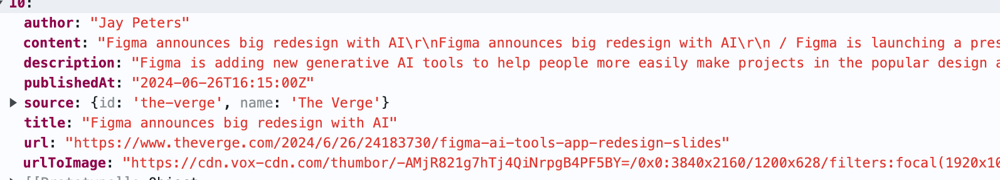 10:
author: "Jay Peters"
content: "Figma announces big redesign with AI\r\nFigma announces big redesign with AI\r\n / Figma is launching a pres
description: "Figma is adding new generative AI tools to help people more easily make projects in the popular design a
publishedAt: "2024-06-26T16:15:00Z"
source: {id: 'the-verge', name: 'The Verge'}
title: "Figma announces big redesign with AI"
url: "https://www.theverge.com/2024/6/26/24183730/figma-ai-tools-app-redesign-slides"
urlToImage: "https://cdn.vox-cdn.com/thumbor/-AMjR821g7hTj4QiNrpgB4PF5BY=/0x0:3840x2160/1200x628/filters:focal(1920x10
[[Prototype]]: Object